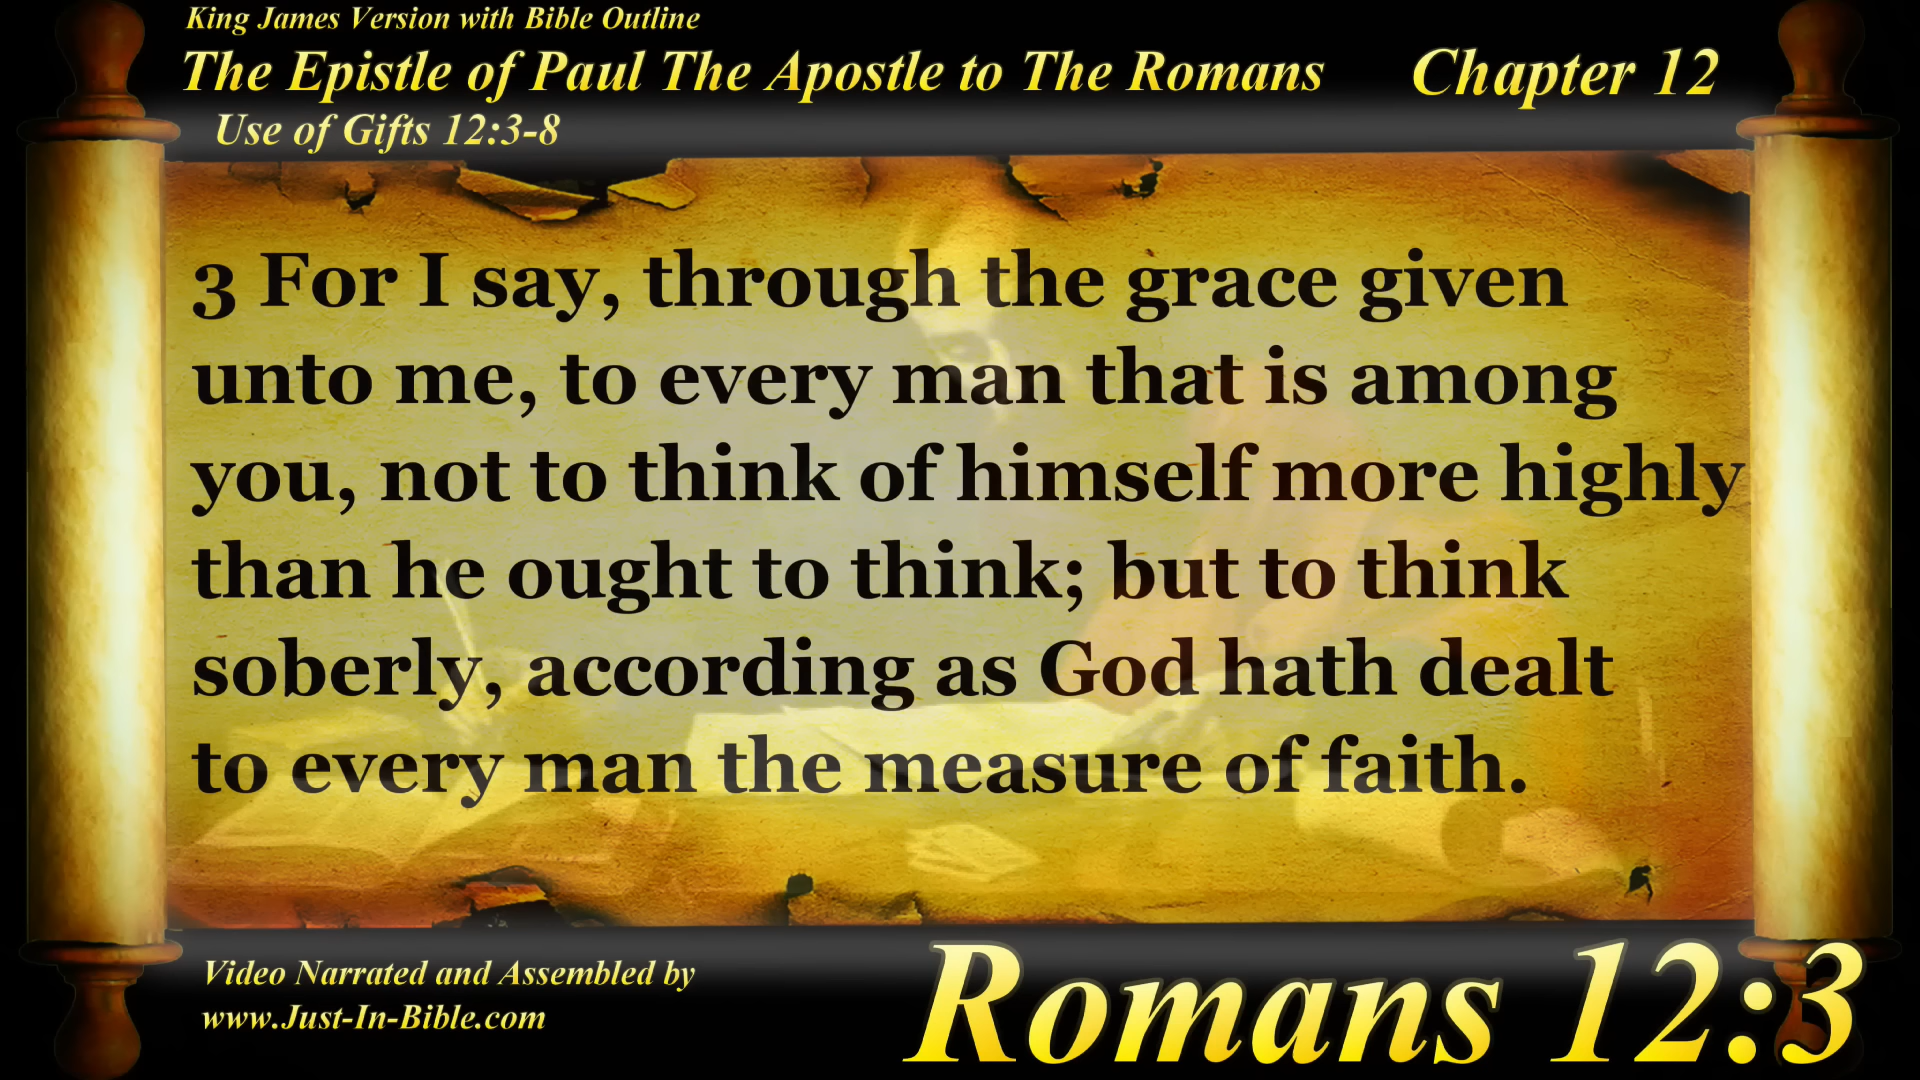 King James Version with Bible Outline
The Epistle of Paul The Apostle to The Romans Chapter 12
Use of Gifts 12:3-8
3 For I say, through the grace given
unto me, to every man that is among
you, not to think of himself more highly
than he ought to think; but to think
soberly, according as God hath dealt
to every man the measure of faith.
Video Narrated and Assembled by
www.Just-In-Bible.com
Romans 12:3